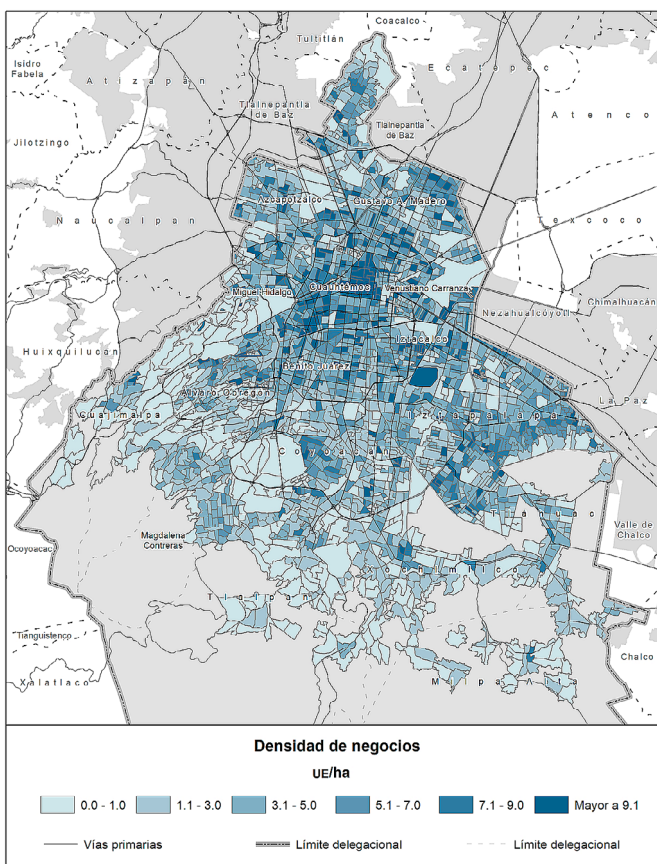 Coacalco
Tultitlán
Isidro
Fabela
Atizapán
Ecatepec
Tlalnepantla
de Baz
Tlalnepantla
de Baz
Atenco
Jilotzingo
Azcapotzalco
Gustavo A. Madero
Naucalpan
Texcoco
Cuauhtémoc
Miguel Hidalgo
Venustiano Carranza
Chimalhuacán
Nezahualcóyotl
Iztacalco
Huixquilucan
Benito Juárez
Alvaro Obregón
La Paz
Cuajimalpa
Iztapalapa
Coyoacán
Tláhuac
Valle de
Chalco
Magdalena
Contreras
Ocoyoacac
Xochimilco
Tlalpan
Tianguistenco
Chalco
Xalatlaco
Milpa Alta
Densidad de negocios
UE/ha
0.0 - 1.0 1.1 - 3.0 3.1 - 5.0 5.1 - 7.0 7.1 - 9.0 Mayor a 9.1
Vías primarias Límite delegacional Límite delegacional